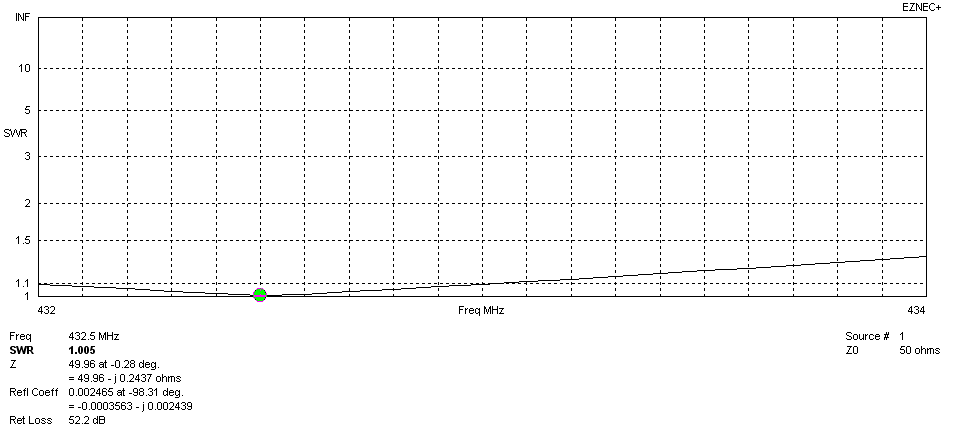 EZNEC+
INF
10
5
SWR
3
2
1.5
1.1
1
432 Freq MHz 434
Freq 432.5 MHz Source # 1
SWR 1.005 Z0 50 ohms
Z 49.96 at -0.28 deg.
= 49.96 - j 0.2437 ohms
Refl Coeff 0.002465 at -98.31 deg.
= -0.0003563 - j 0.002439
Ret Loss 52.2 dB